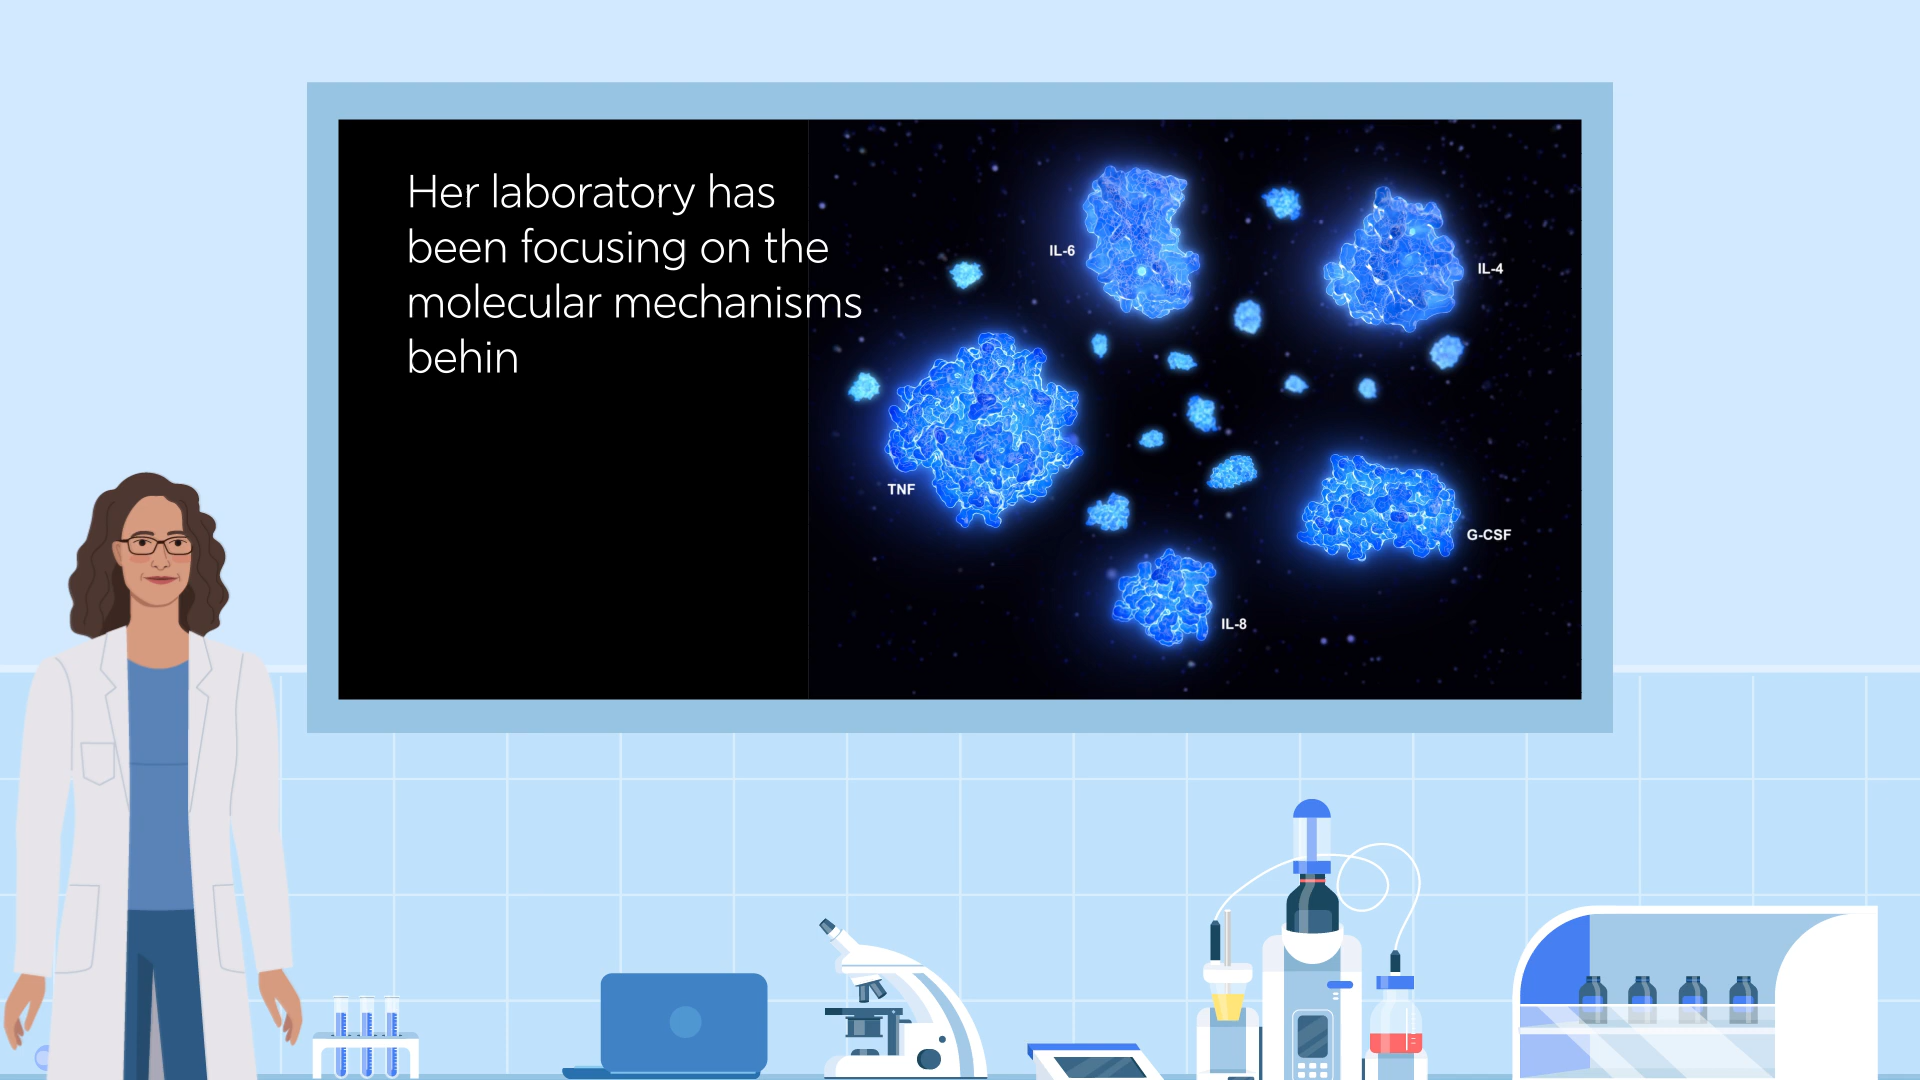 Her laboratory has
been focusing on the
molecular mechanisms
behin
IL-6
IL-4
TNF
G-CSF
IL-8